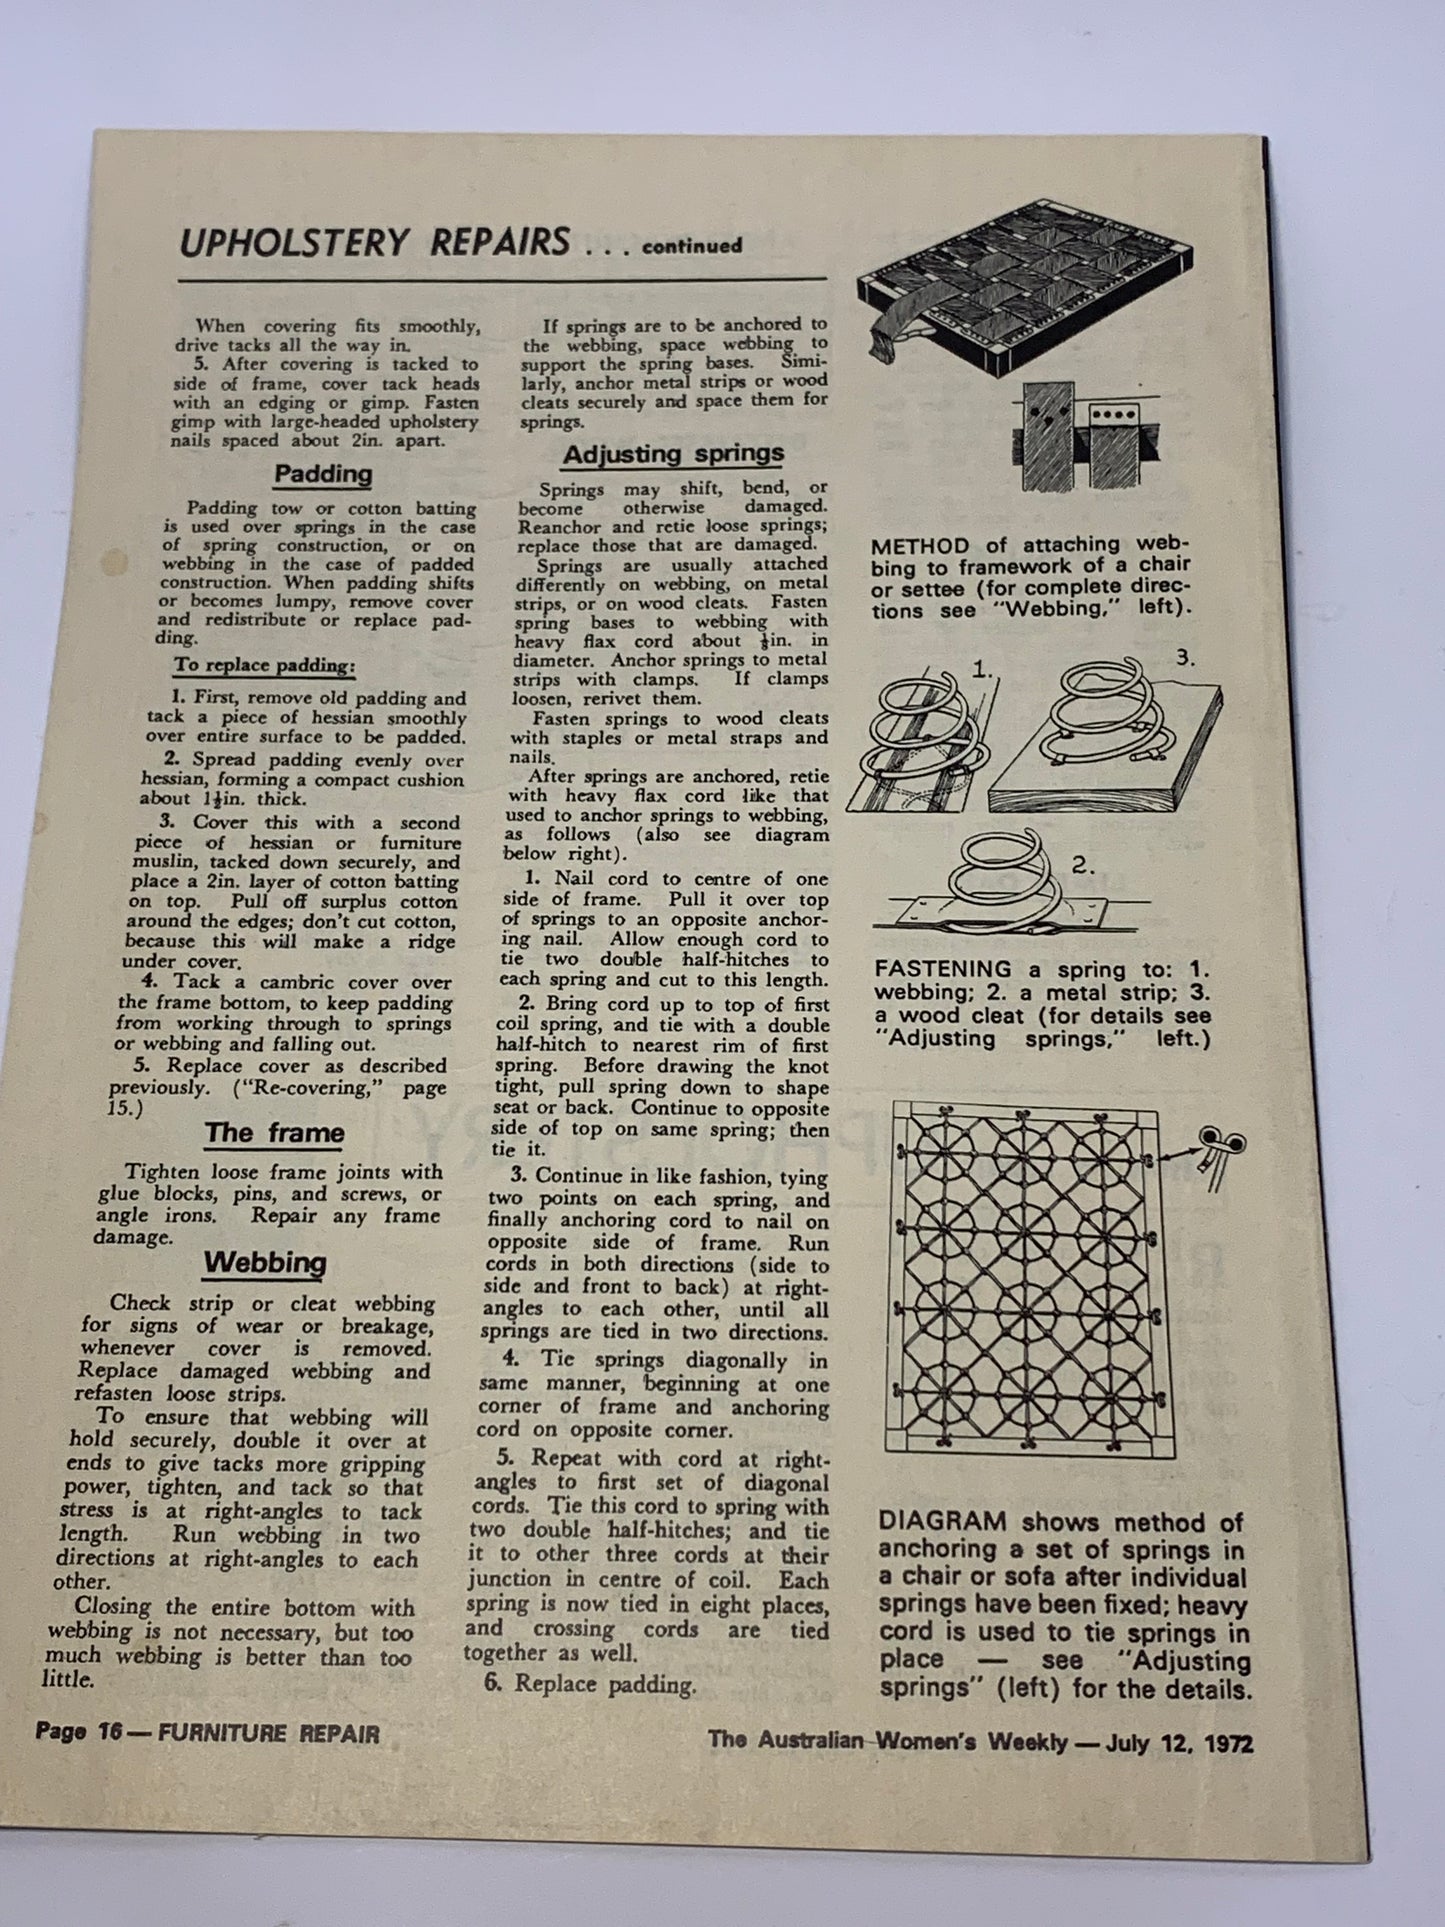 UPHOLSTERY REPAIRS . . . continued
When covering fits smoothly,
drive tacks all the way in.
5. After covering is tacked to
side of frame, cover tack heads
with an edging or gimp. Fasten
gimp with large-headed upholstery
nails spaced about 2in. apart.
Padding
Padding tow or cotton batting
is used over springs in the case
of spring construction, or on
webbing in the case of padded
construction. When padding shifts
or becomes lumpy, remove cover
and redistribute or replace pad-
ding.
To replace padding:
1. First, remove old padding and
tack a piece of hessian smoothly
over entire surface to be padded.
2. Spread padding evenly over
hessian, forming a compact cushion
about 1½in. thick.
3. Cover this with a second
piece of hessian or furniture
muslin, tacked down securely, and
place a 2in. layer of cotton batting
on top. Pull off surplus cotton
around the edges; don't cut cotton,
because this will make a ridge
under cover.
4. Tack a cambric cover over
the frame bottom, to keep padding
from working through to springs
or webbing and falling out.
5. Replace cover as described
previously. ("Re-covering," page
15.)
The frame
Tighten loose frame joints with
glue blocks, pins, and screws, or
angle irons. Repair any frame
damage.
Webbing
Check strip or cleat webbing
for signs of wear or breakage,
whenever cover is removed.
Replace damaged webbing and
refasten loose strips.
To ensure that webbing will
hold securely, double it over at
ends to give tacks more gripping
power, tighten, and tack so that
stress is at right-angles to tack
length. Run webbing in two
directions at right-angles to each
other.
Closing the entire bottom with
webbing is not necessary, but too
much webbing is better than too
little.
If springs are to be anchored to
the webbing, space webbing to
support the spring bases. Simi-
larly, anchor metal strips or wood
cleats securely and space them for
springs.
Adjusting springs
Springs may shift, bend, or
become otherwise damaged.
Reanchor and retie loose springs;
replace those that are damaged.
Springs are usually attached
differently on webbing, on metal
strips, or on wood cleats. Fasten
spring bases to webbing with
heavy flax cord about in. in
diameter. Anchor springs to metal
strips with clamps. If clamps
loosen, rerivet them.
Fasten springs to wood cleats
with staples or metal straps and
nails.
After springs are anchored, retie
with heavy flax cord like that
used to anchor springs to webbing,
as follows (also see diagram
below right).
1. Nail cord to centre of one
side of frame. Pull it over top
of springs to an opposite anchor-
ing nail. Allow enough cord to
tie two double half-hitches to
each spring and cut to this length.
2. Bring cord up to top of first
coil spring, and tie with a double
half-hitch to nearest rim of first
spring. Before drawing the knot
tight, pull spring down to shape
seat or back. Continue to opposite
side of top on same spring; then
tie it.
3. Continue in like fashion, tying
two points on each spring, and
finally anchoring cord to nail on
opposite side of frame. Run
cords in both directions (side to
side and front to back) at right-
angles to each other, until all
springs are tied in two directions.
4. Tie springs diagonally in
same manner, beginning at one
corner of frame and anchoring
cord on opposite corner.
5. Repeat with cord at right-
angles to first set of diagonal
cords. Tie this cord to spring with
two double half-hitches; and tie
it to other three cords at their
junction in centre of coil. Each
spring is now tied in eight places,
and crossing cords are tied
together as well.
6. Replace padding.
METHOD of attaching web-
bing to framework of a chair
or settee (for complete direc-
tions see "Webbing," left).
1.
3.
2.
FASTENING a spring to: 1.
webbing; 2. a metal strip; 3.
a wood cleat (for details see
"Adjusting springs," left.)
DIAGRAM shows method of
anchoring a set of springs in
a chair or sofa after individual
springs have been fixed; heavy
cord is used to tie springs in
place — see "Adjusting
springs" (left) for the details.
Page 16 — FURNITURE REPAIR
The Australian Women's Weekly — July 12, 1972